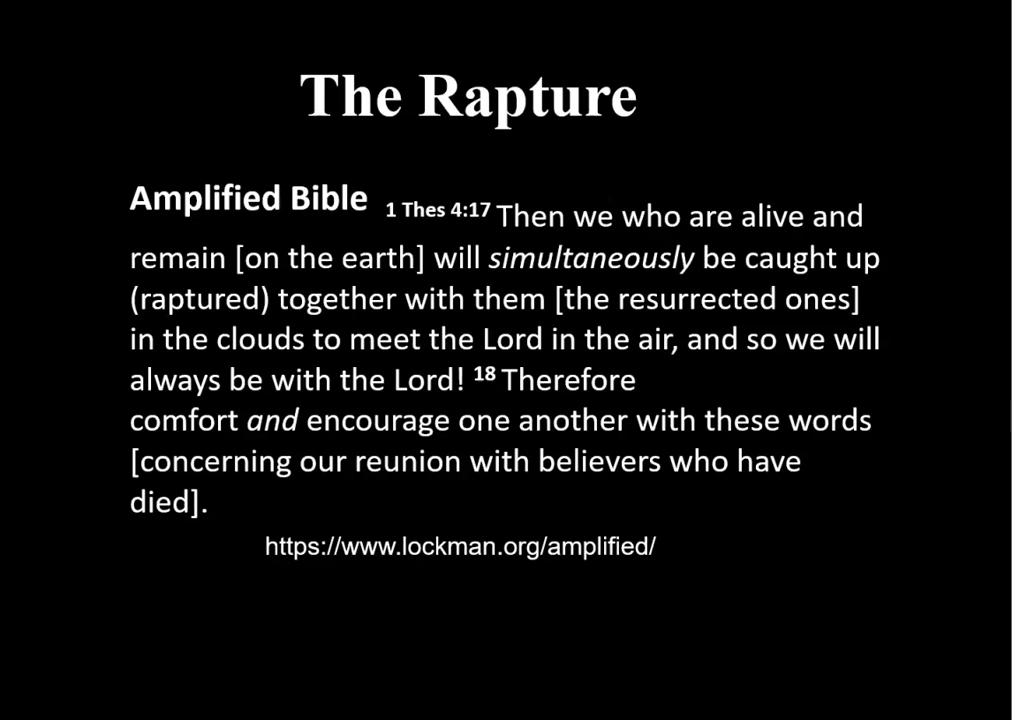 The Rapture
Amplified Bible 1 Thes 4:17 Then we who are alive and
remain [on the earth] will simultaneously be caught up
(raptured) together with them [the resurrected ones]
in the clouds to meet the Lord in the air, and so we will
always be with the Lord! 18 Therefore
comfort and encourage one another with these words
[concerning our reunion with believers who have
died].
https://www.lockman.org/amplified/